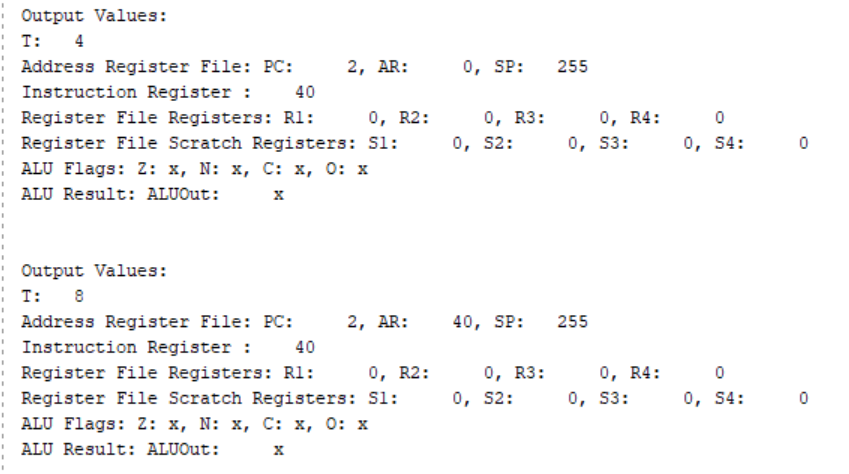 Output Values:
T:   4
Address Register File: PC:     2, AR:     0, SP:   255
Instruction Register :    40
Register File Registers: R1:     0, R2:     0, R3:     0, R4:     0
Register File Scratch Registers: S1:     0, S2:     0, S3:     0, S4:     0
ALU Flags: Z: x, N: x, C: x, O: x
ALU Result: ALUOut:     x
Output Values:
T:   8
Address Register File: PC:     2, AR:    40, SP:   255
Instruction Register :    40
Register File Registers: R1:     0, R2:     0, R3:     0, R4:     0
Register File Scratch Registers: S1:     0, S2:     0, S3:     0, S4:     0
ALU Flags: Z: x, N: x, C: x, O: x
ALU Result: ALUOut:     x